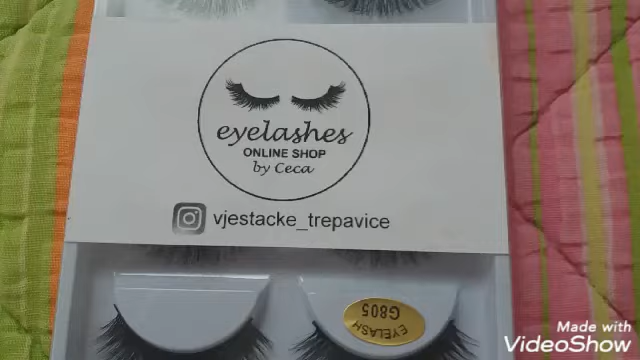 eyelashes
ONLINE SHOP
by Ceca
vjestacke_trepavice
EYELASH
G805
Made with
VideoShow